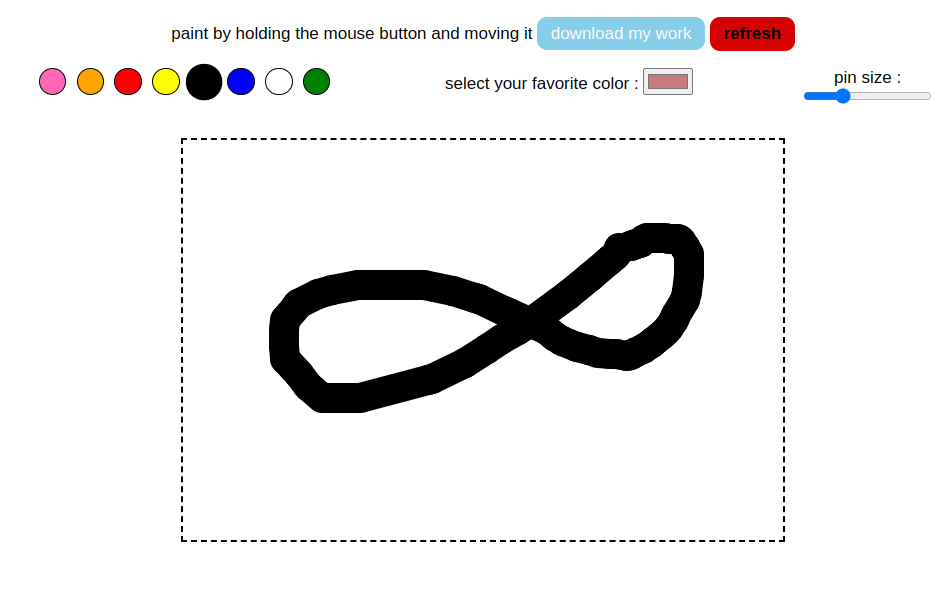 paint by holding the mouse button and moving it download my work refresh
select your favorite color :
pin size :